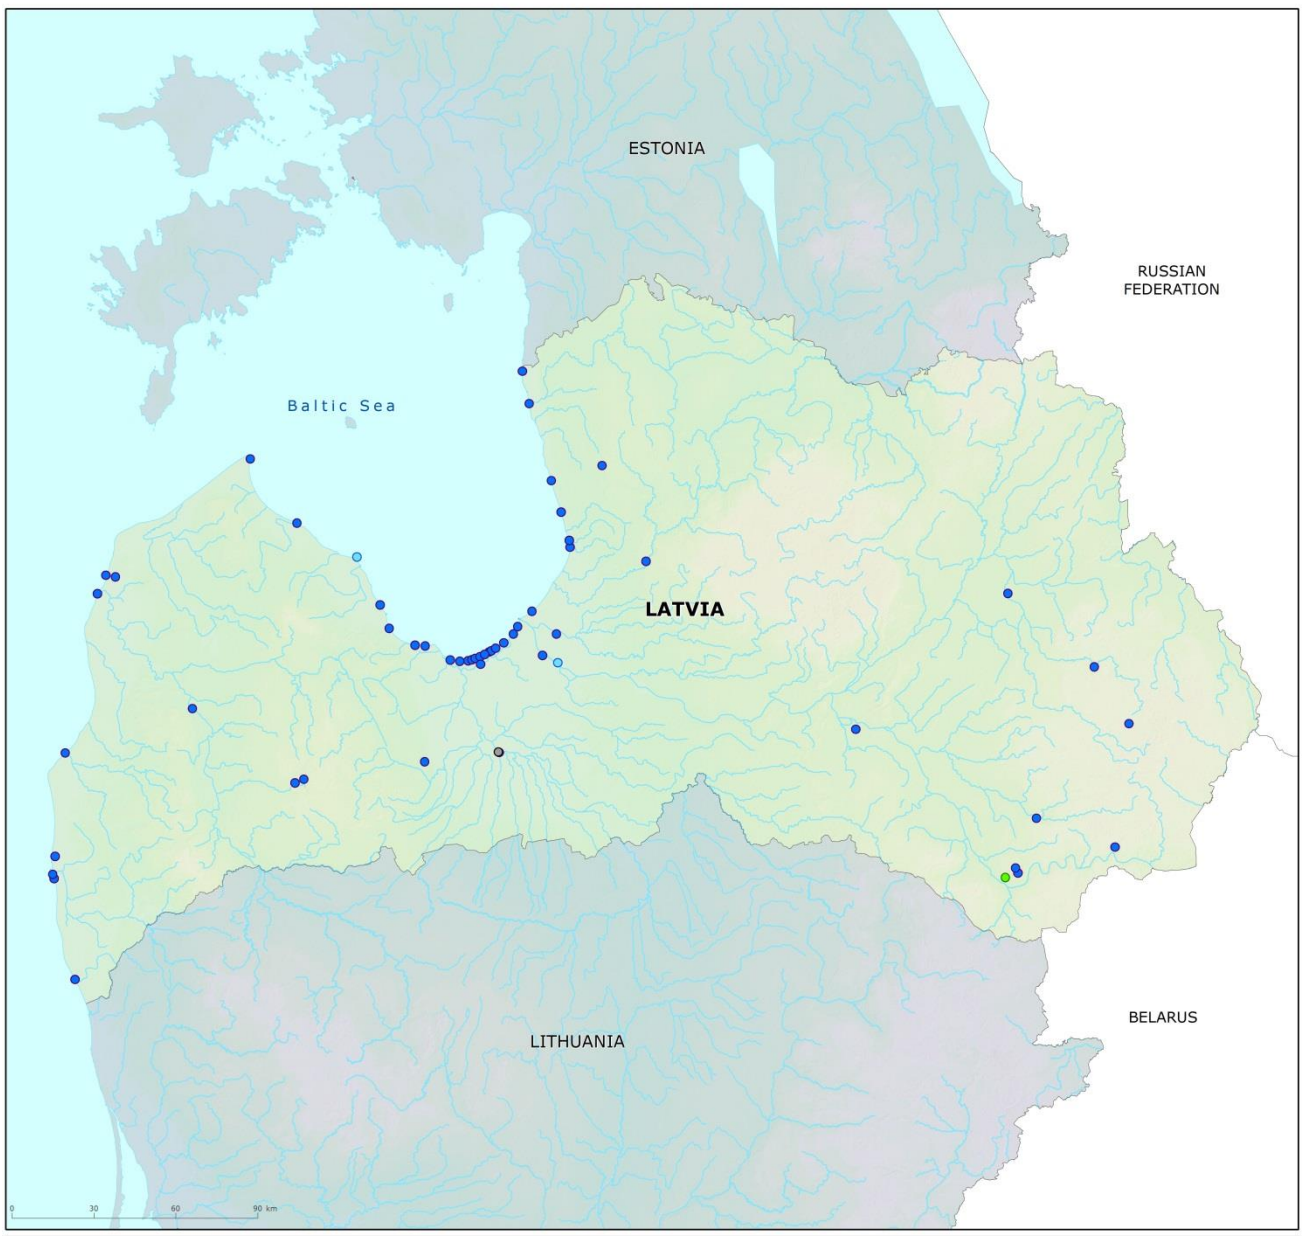 ESTONIA
RUSSIAN
FEDERATION
Baltic Sea
LATVIA
LITHUANIA
BELARUS
0 30 60 90 km